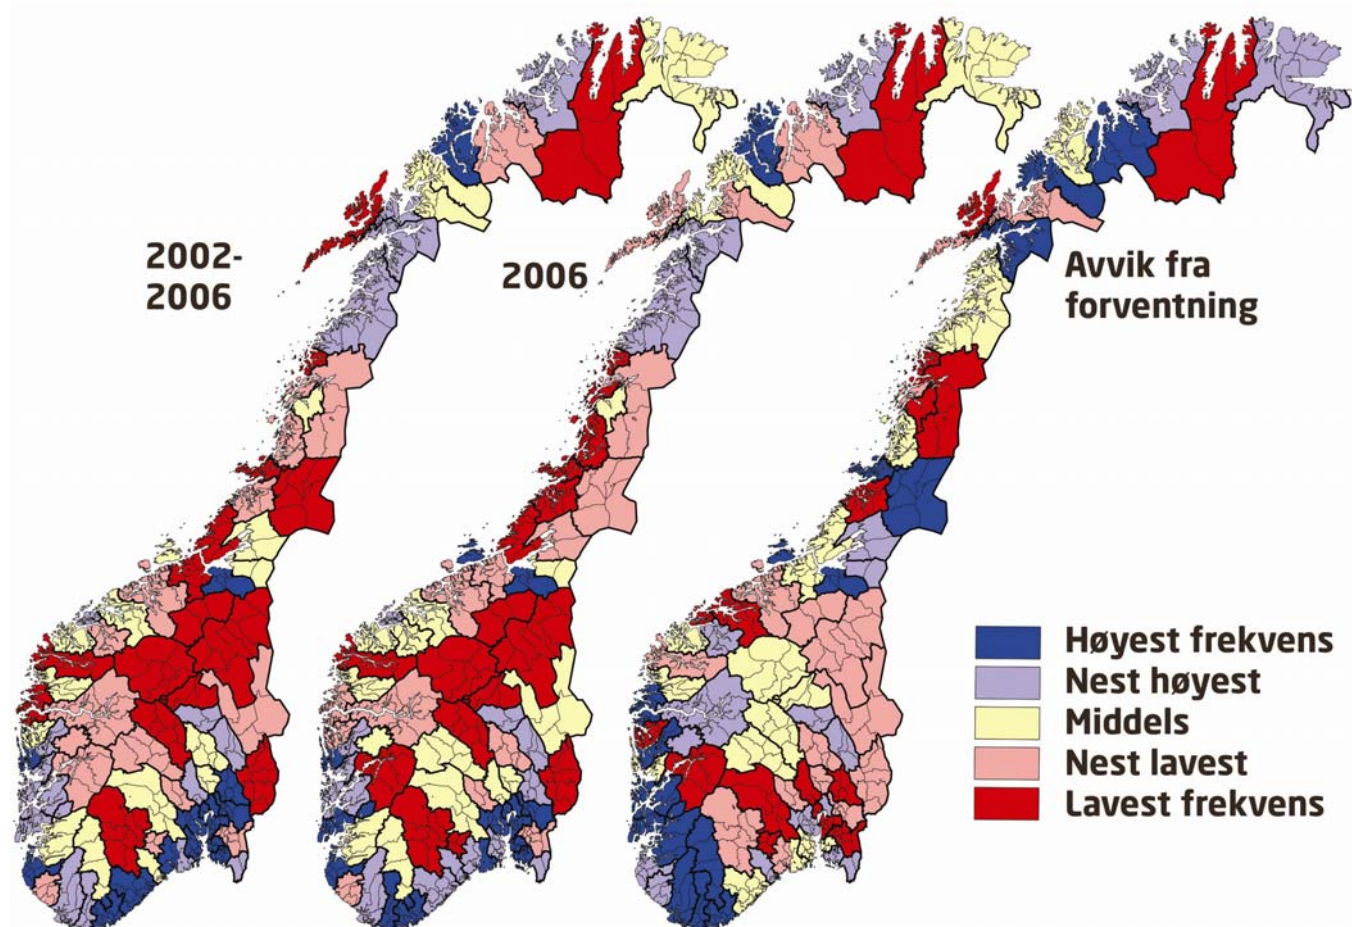 2002-
2006
2006
Avvik fra
forventning
Høyest frekvens
Nest høyest
Middels
Nest lavest
Lavest frekvens